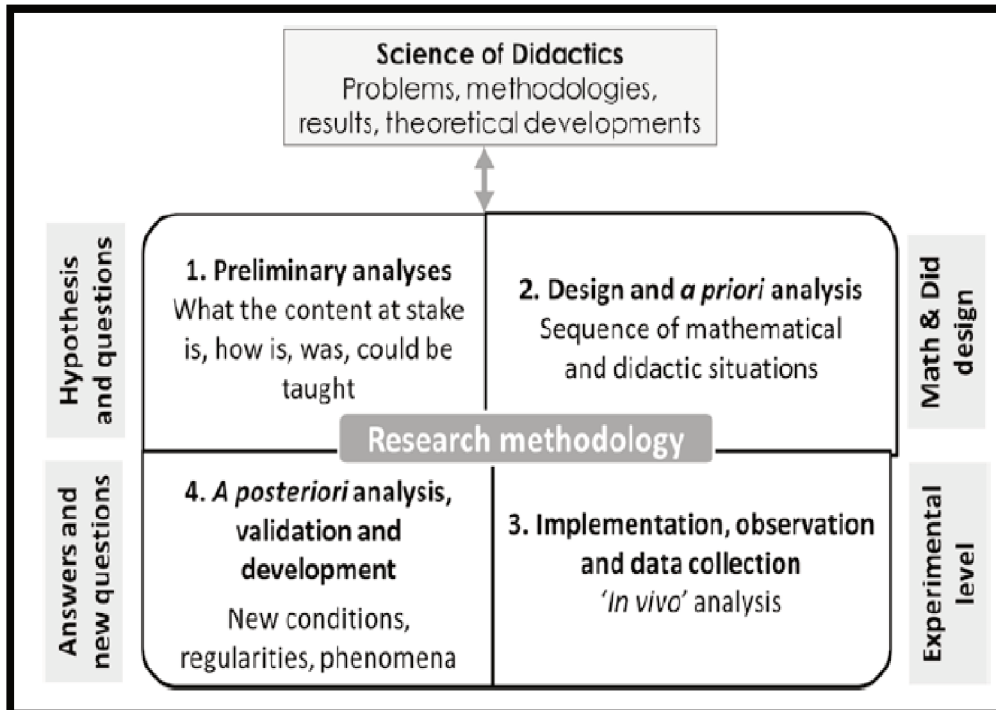 Science of Didactics
Problems, methodologies,
results, theoretical developments
Hypothesis
and questions
1. Preliminary analyses
What the content at stake
is, how is, was, could be
taught
2. Design and a priori analysis
Sequence of mathematical
and didactic situations
Math & Did
design
Research methodology
Answers and
new questions
4. A posteriori analysis,
validation and
development
New conditions,
regularities, phenomena
3. Implementation, observation
and data collection
‘In vivo’ analysis
Experimental
level